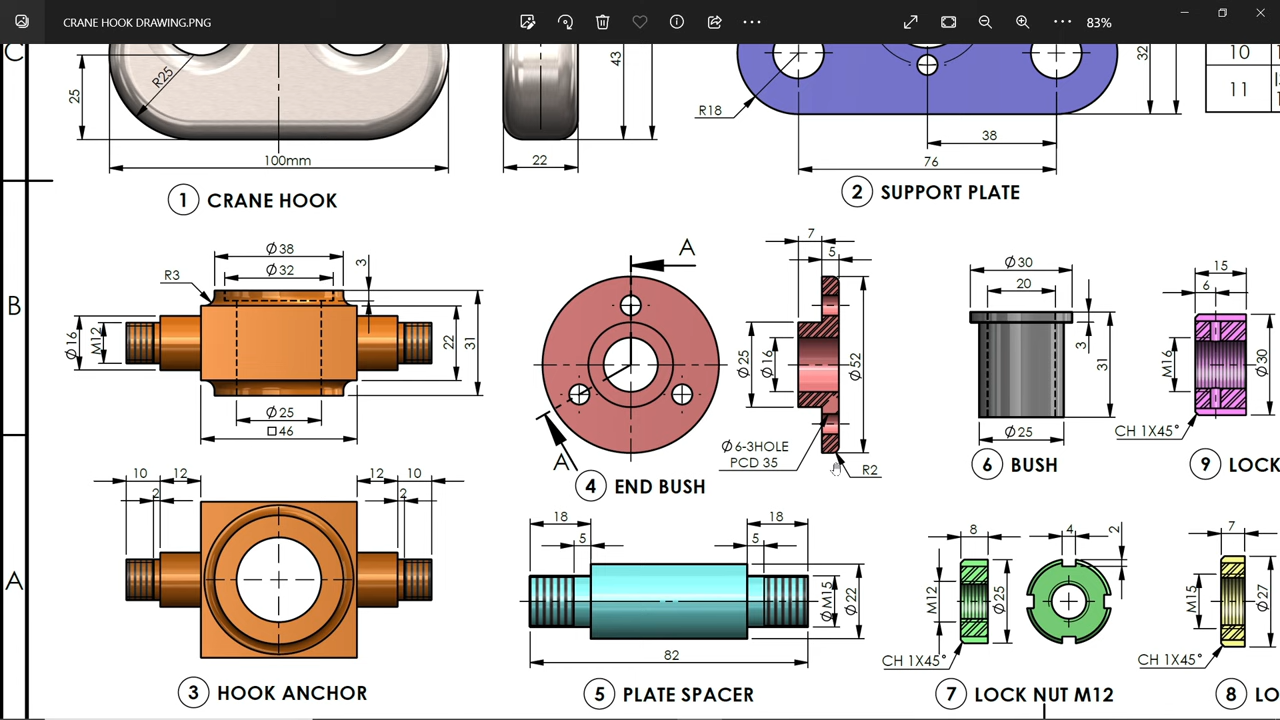 CRANE HOOK DRAWING.PNG
83%
C
25
R25
100mm
43
22
R18
38
76
32
10
11
1 CRANE HOOK
2 SUPPORT PLATE
B
Ø38
Ø32
3
R3
Ø16
M12
22
31
Ø25
□46
A
A
7
5
Ø25
Ø16
Ø52
Ø6-3HOLE
PCD 35
R2
4 END BUSH
Ø30
20
3
31
Ø25
6 BUSH
15
6
M16
Ø30
CH 1X45°
9 LOCK
A
10
12
2
12
10
2
3 HOOK ANCHOR
18
5
18
5
ØM15
Ø22
82
5 PLATE SPACER
8
4
2
M12
Ø25
CH 1X45°
7 LOCK NUT M12
7
M15
Ø27
CH 1X45°
8 LO